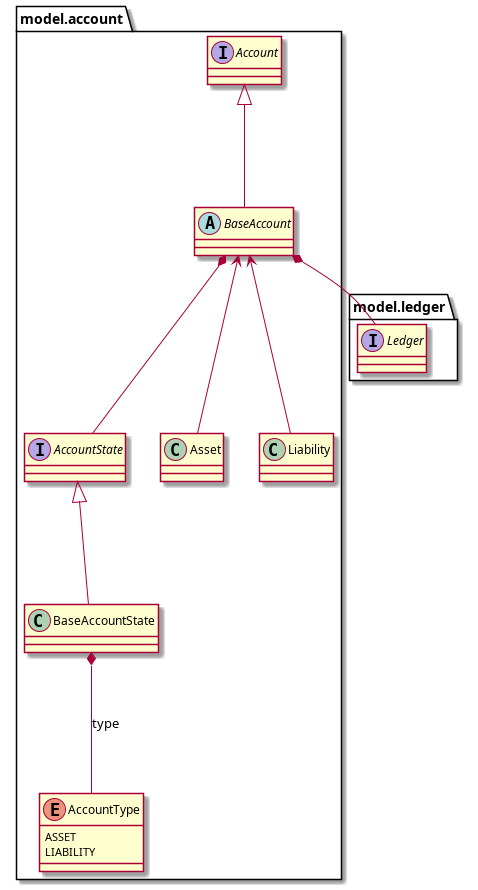 model.account
I Account
A BaseAccount
model.ledger
I Ledger
I AccountState
C Asset
C Liability
C BaseAccountState
type
E AccountType
ASSET
LIABILITY